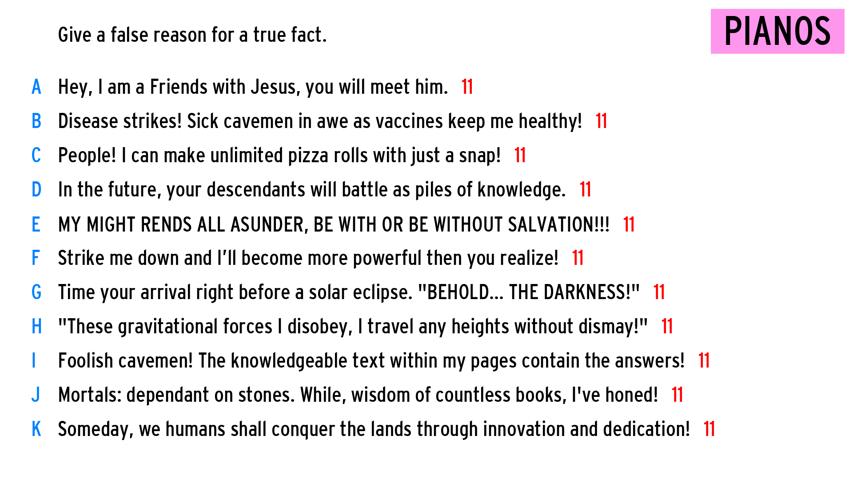 Give a false reason for a true fact.
PIANOS
A Hey, I am a Friends with Jesus, you will meet him. 11
B Disease strikes! Sick cavemen in awe as vaccines keep me healthy! 11
C People! I can make unlimited pizza rolls with just a snap! 11
D In the future, your descendants will battle as piles of knowledge. 11
E MY MIGHT RENDS ALL ASUNDER, BE WITH OR BE WITHOUT SALVATION!!! 11
F Strike me down and I'll become more powerful then you realize! 11
G Time your arrival right before a solar eclipse. "BEHOLD... THE DARKNESS!" 11
H "These gravitational forces I disobey, I travel any heights without dismay!" 11
I Foolish cavemen! The knowledgeable text within my pages contain the answers! 11
J Mortals: dependant on stones. While, wisdom of countless books, I've honed! 11
K Someday, we humans shall conquer the lands through innovation and dedication! 11